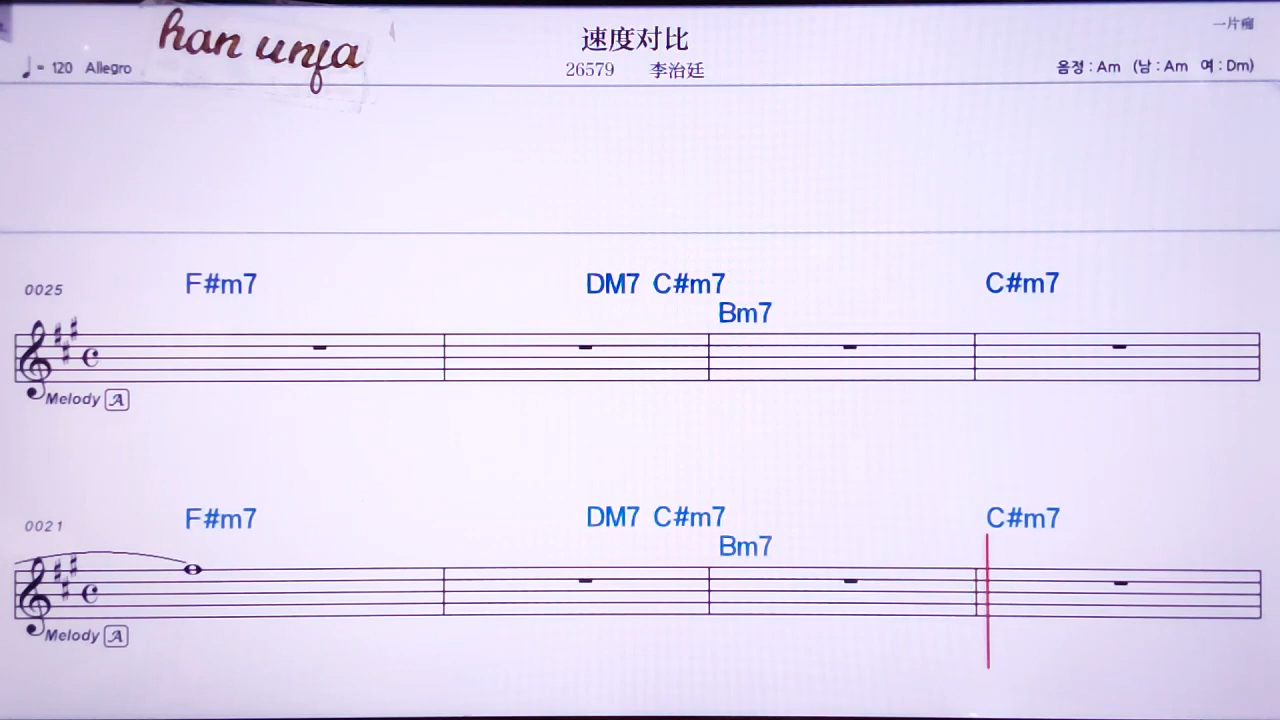 han unfa
速度对比
一片痴
♩= 120 Allegro
26579 李治廷
음정 : Am (남 : Am 여 : Dm)
0025
F#m7 DM7 C#m7 C#m7
Bm7
Melody A
0021
F#m7 DM7 C#m7 C#m7
Bm7
Melody A